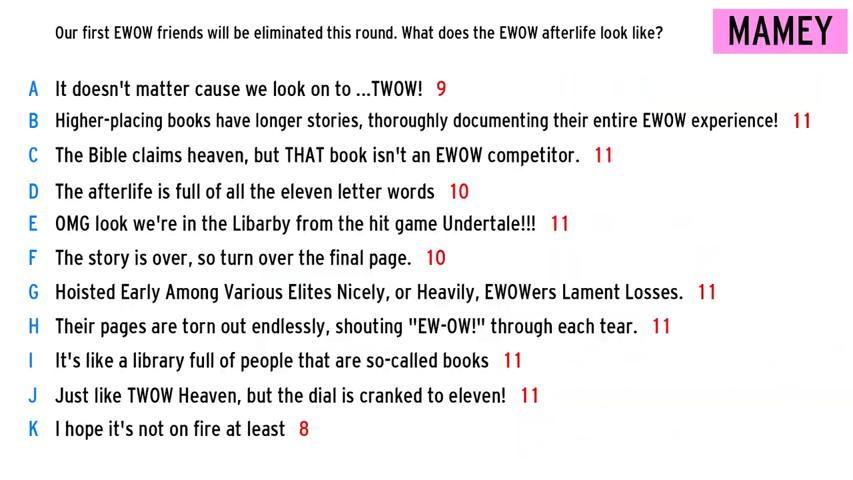 Our first EWOW friends will be eliminated this round. What does the EWOW afterlife look like?
MAMEY
A It doesn't matter cause we look on to ...TWOW! 9
B Higher-placing books have longer stories, thoroughly documenting their entire EWOW experience! 11
C The Bible claims heaven, but THAT book isn't an EWOW competitor. 11
D The afterlife is full of all the eleven letter words 10
E OMG look we're in the Libarby from the hit game Undertale!!! 11
F The story is over, so turn over the final page. 10
G Hoisted Early Among Various Elites Nicely, or Heavily, EWOWers Lament Losses. 11
H Their pages are torn out endlessly, shouting "EW-OW!" through each tear. 11
I It's like a library full of people that are so-called books 11
J Just like TWOW Heaven, but the dial is cranked to eleven! 11
K I hope it's not on fire at least 8